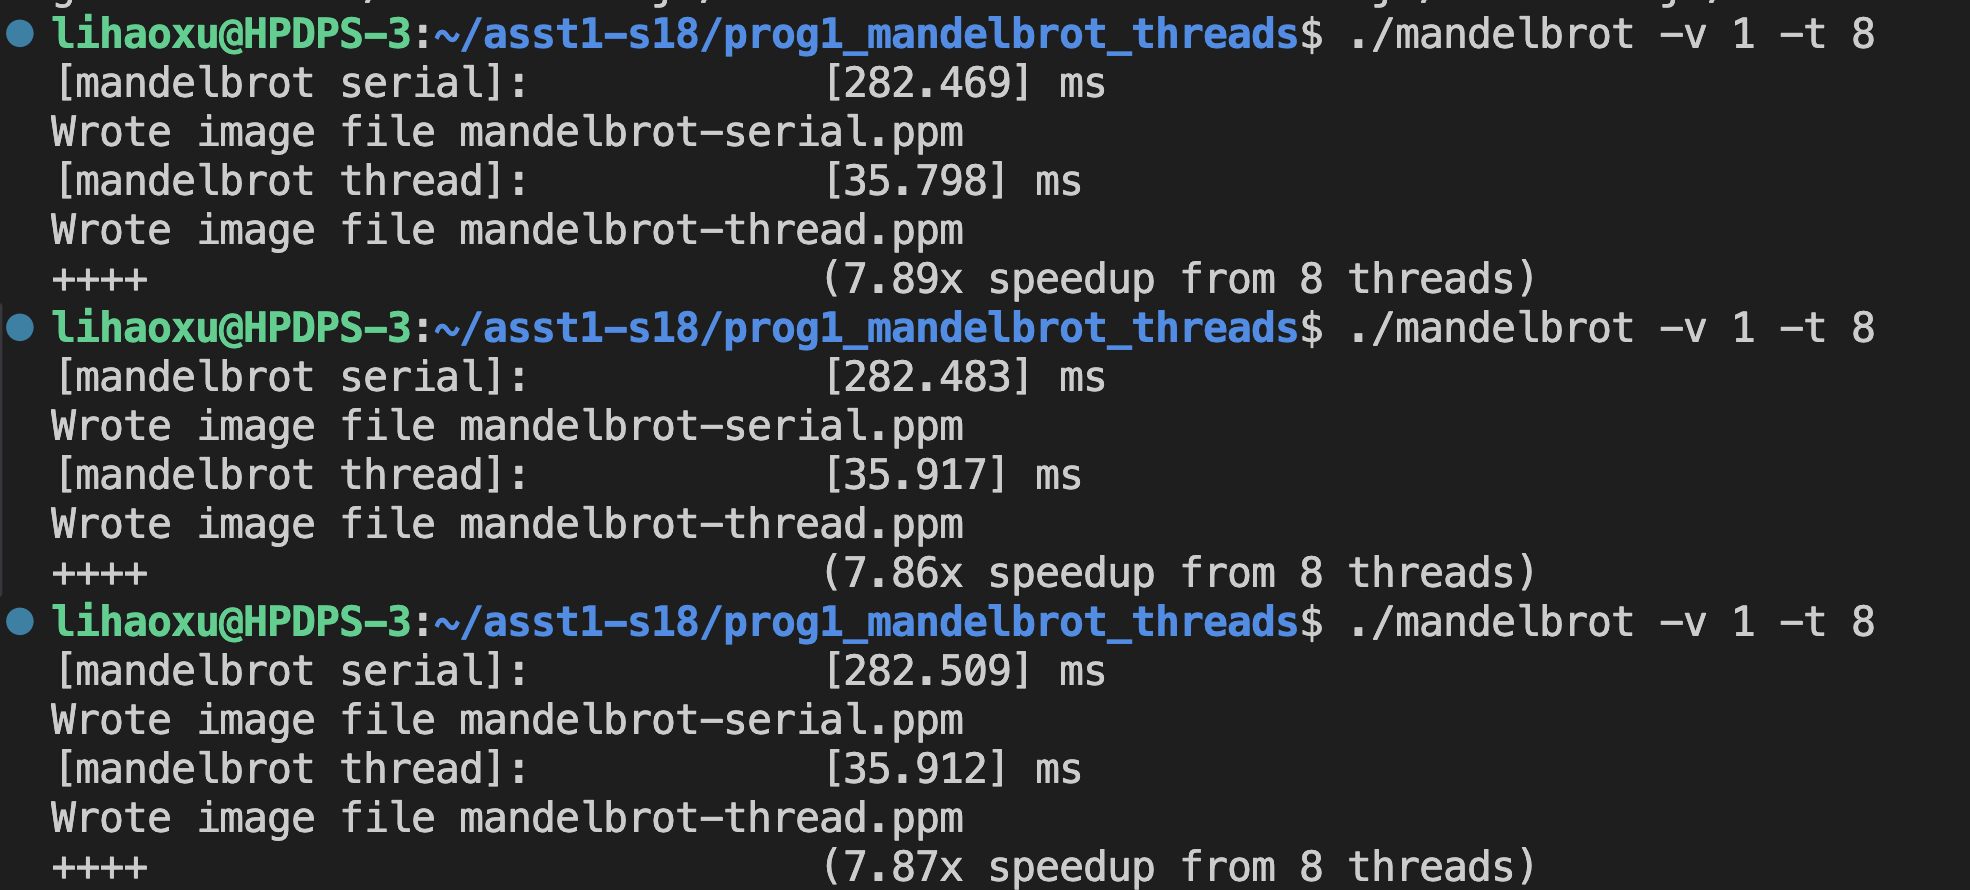 lihaoxu@HPDPS-3:~/asst1-s18/prog1_mandelbrot_threads$ ./mandelbrot -v 1 -t 8
[mandelbrot serial]: [282.469] ms
Wrote image file mandelbrot-serial.ppm
[mandelbrot thread]: [35.798] ms
Wrote image file mandelbrot-thread.ppm
++++ (7.89x speedup from 8 threads)
lihaoxu@HPDPS-3:~/asst1-s18/prog1_mandelbrot_threads$ ./mandelbrot -v 1 -t 8
[mandelbrot serial]: [282.483] ms
Wrote image file mandelbrot-serial.ppm
[mandelbrot thread]: [35.917] ms
Wrote image file mandelbrot-thread.ppm
++++ (7.86x speedup from 8 threads)
lihaoxu@HPDPS-3:~/asst1-s18/prog1_mandelbrot_threads$ ./mandelbrot -v 1 -t 8
[mandelbrot serial]: [282.509] ms
Wrote image file mandelbrot-serial.ppm
[mandelbrot thread]: [35.912] ms
Wrote image file mandelbrot-thread.ppm
++++ (7.87x speedup from 8 threads)